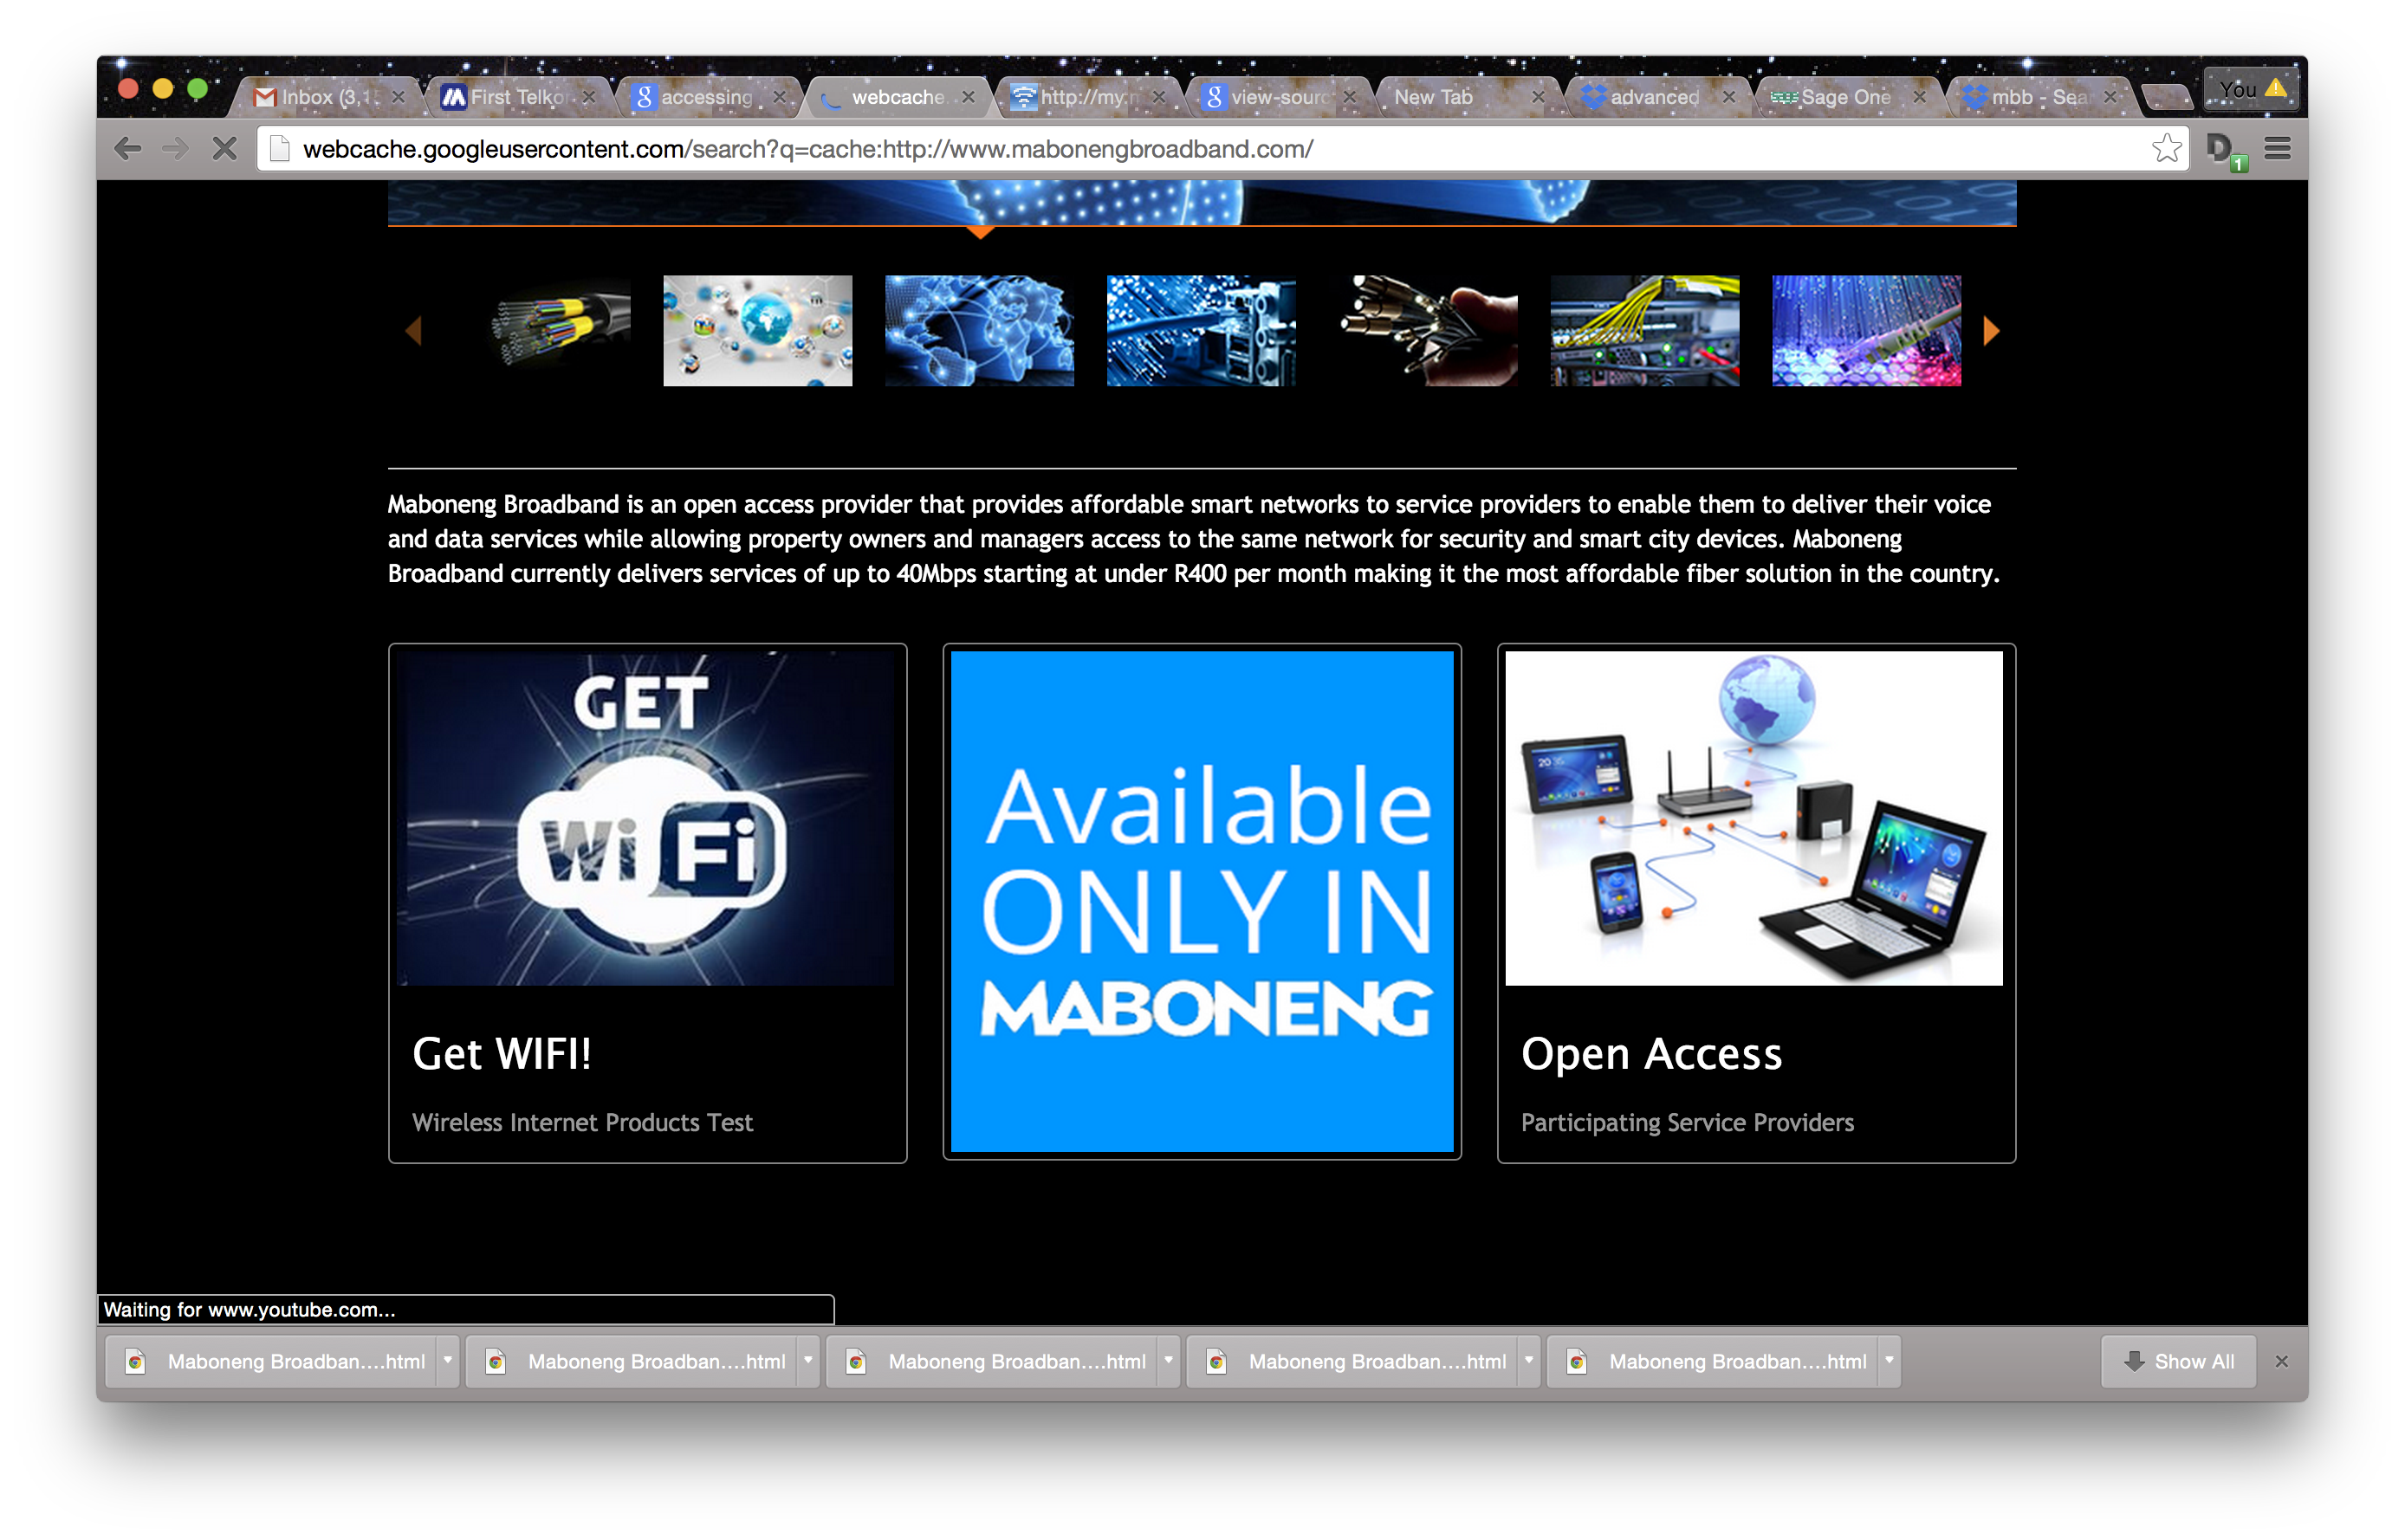 Inbox (3,1
First Telko
accessing
webcache.
http://my.
view-sourc
New Tab
advanced
Sage One
mbb - Sea
You
webcache.googleusercontent.com/search?q=cache:http://www.mabonengbroadband.com/
1
Maboneng Broadband is an open access provider that provides affordable smart networks to service providers to enable them to deliver their voice
and data services while allowing property owners and managers access to the same network for security and smart city devices. Maboneng
Broadband currently delivers services of up to 40Mbps starting at under R400 per month making it the most affordable fiber solution in the country.
GET
Wi Fi
Get WIFI!
Wireless Internet Products Test
Available
ONLY IN
MABONENG
Open Access
Participating Service Providers
Waiting for www.youtube.com...
Maboneng Broadban....html
Maboneng Broadban....html
Maboneng Broadban....html
Maboneng Broadban....html
Maboneng Broadban....html
Show All